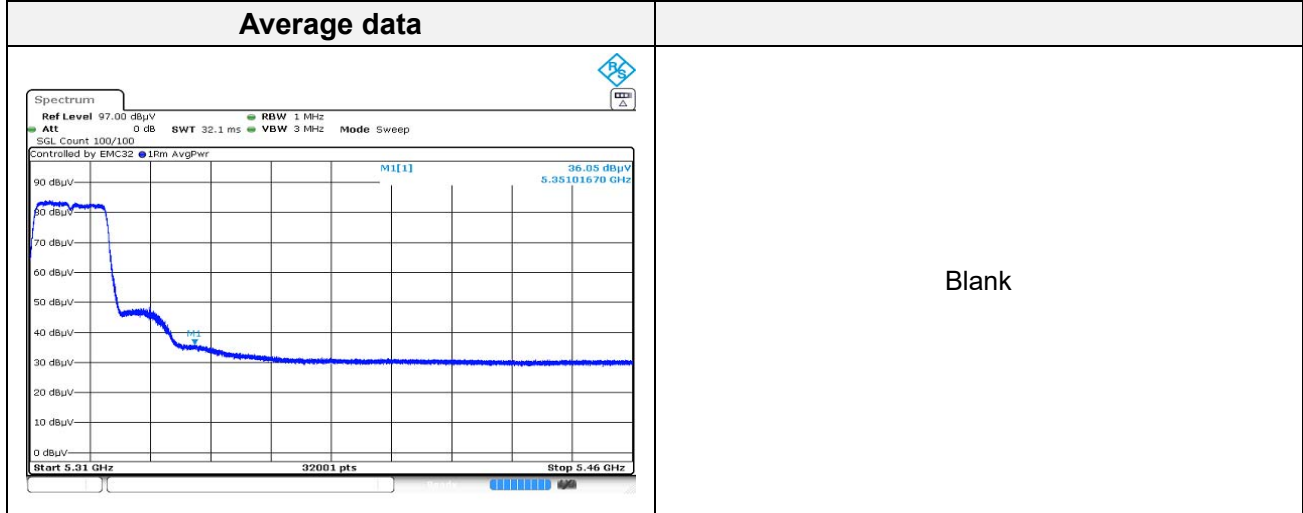 Average data
R&S
Spectrum
Ref Level 97.00 dBµV RBW 1 MHz
Att 0 dB SWT 32.1 ms VBW 3 MHz Mode Sweep
SGL Count 100/100
Controlled by EMC32 1Rm AvgPwr
M1[1] 36.05 dBµV
5.35101670 GHz
90 dBµV
80 dBµV
70 dBµV
60 dBµV
50 dBµV
40 dBµV
M1
30 dBµV
20 dBµV
10 dBµV
0 dBµV
Start 5.31 GHz 32001 pts Stop 5.46 GHz
Blank